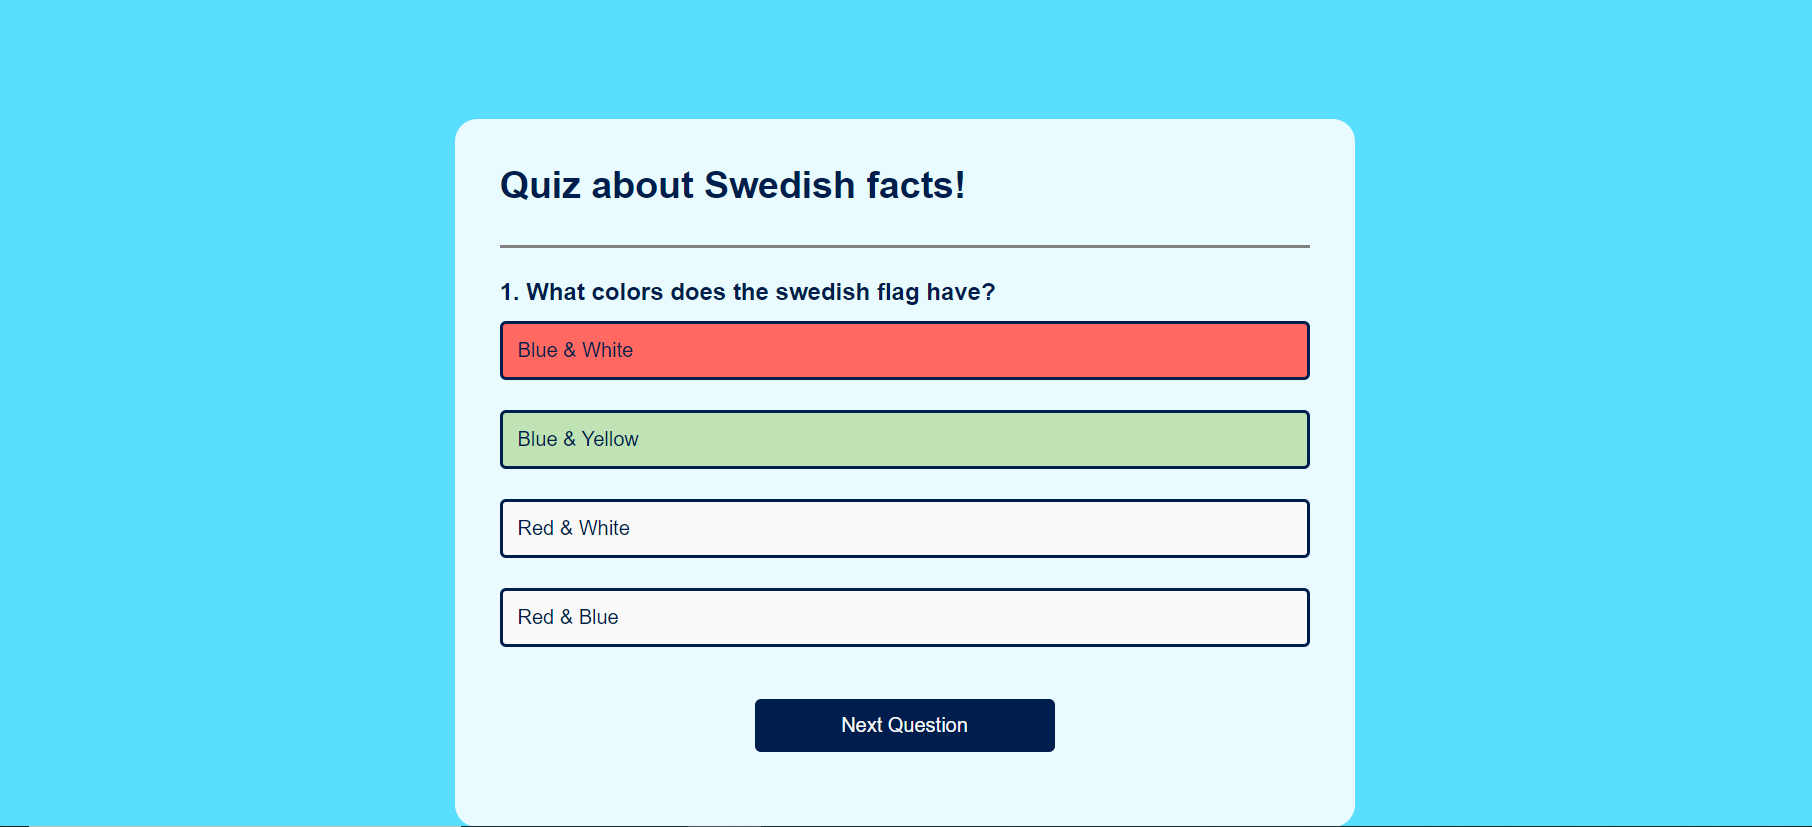 Quiz about Swedish facts!
1. What colors does the swedish flag have?
Blue & White
Blue & Yellow
Red & White
Red & Blue
Next Question